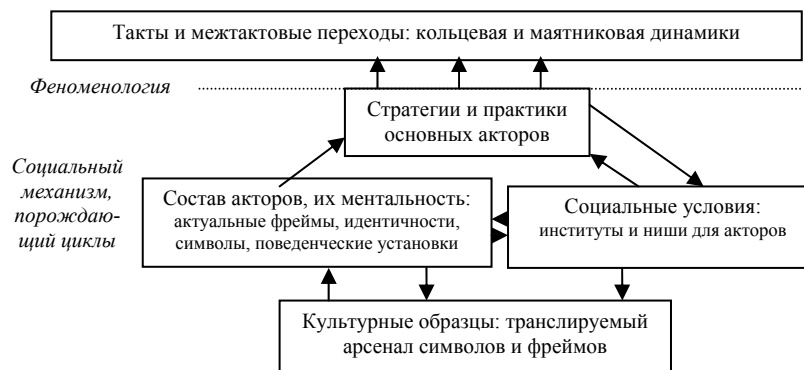 Такты и межтактовые переходы: кольцевая и маятниковая динамики
Феноменология
Стратегии и практики
основных акторов
Социальный
механизм,
порождаю-
щий циклы
Состав акторов, их ментальность:
актуальные фреймы, идентичности,
символы, поведенческие установки
Социальные условия:
институты и ниши для акторов
Культурные образцы: транслируемый
арсенал символов и фреймов